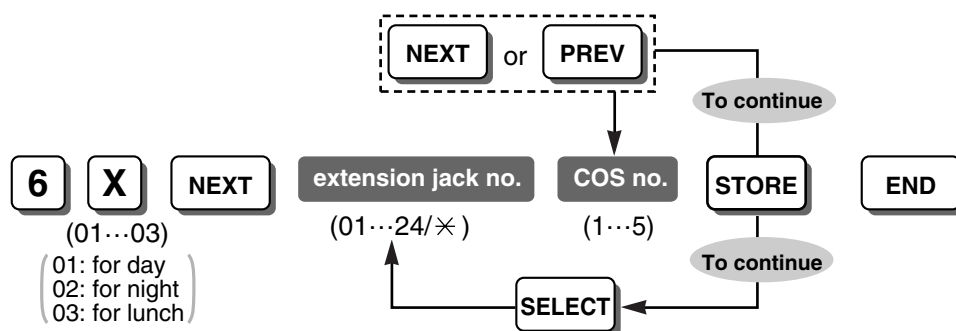 NEXT or PREV
To continue
6 X NEXT extension jack no. COS no. STORE END
(01···03) (01···24/✳) (1···5)
01: for day
02: for night
03: for lunch
To continue
SELECT